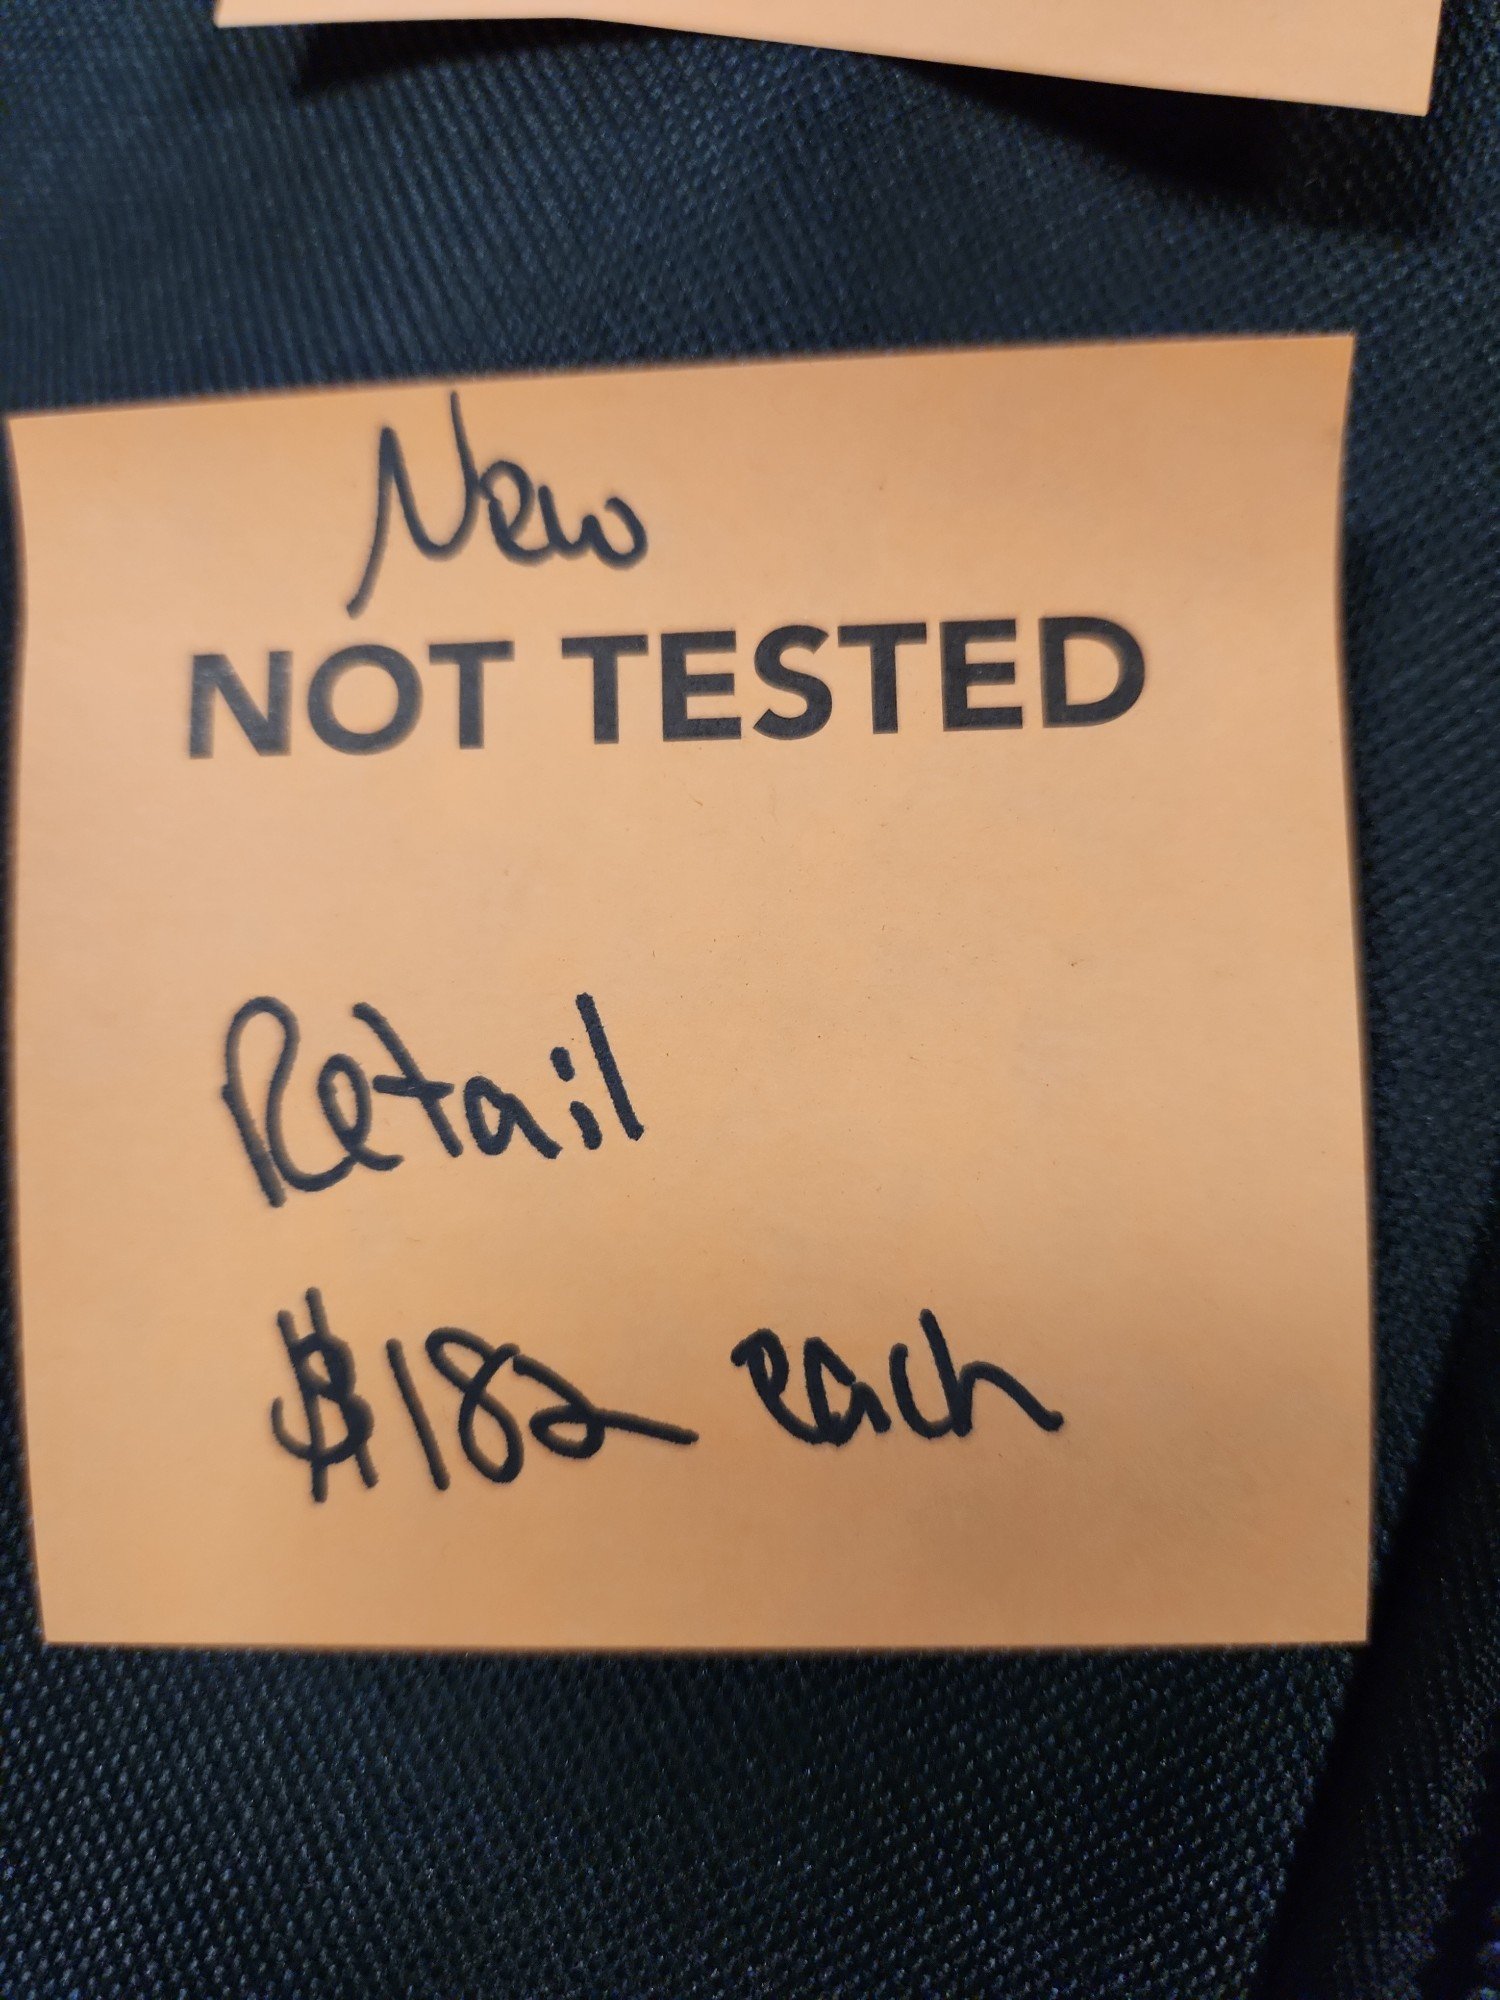 New
NOT TESTED
Retail
$182 each